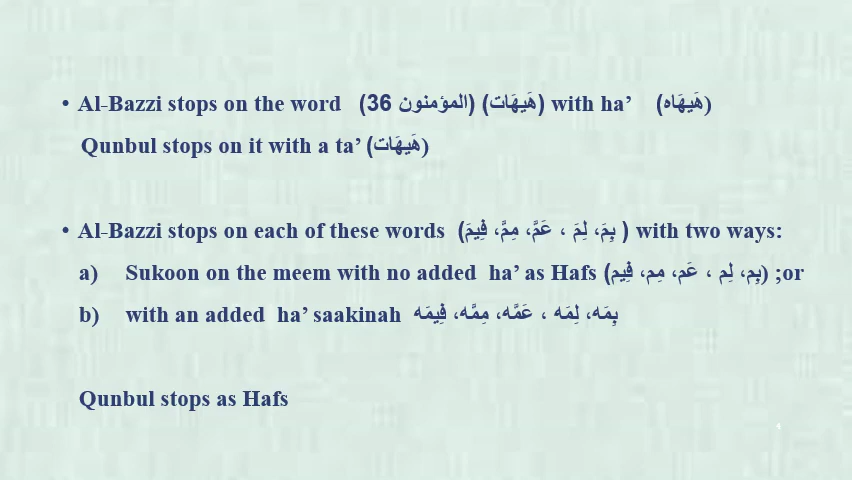 • Al-Bazzi stops on the word (هَيهَات) (المؤمنون 36) with ha’ (هَيهَاه)
Qunbul stops on it with a ta’ (هَيهَات)
• Al-Bazzi stops on each of these words (بِمَ، لِمَ ، عَمَّ، مِمَّ، فِيمَ) with two ways:
a) Sukoon on the meem with no added ha’ as Hafs (بِم، لِم ، عَم، مِم، فِيم) ;or
b) with an added ha’ saakinah بِمَه، لِمَه ، عَمَّه، مِمَّه، فِيمَه
Qunbul stops as Hafs